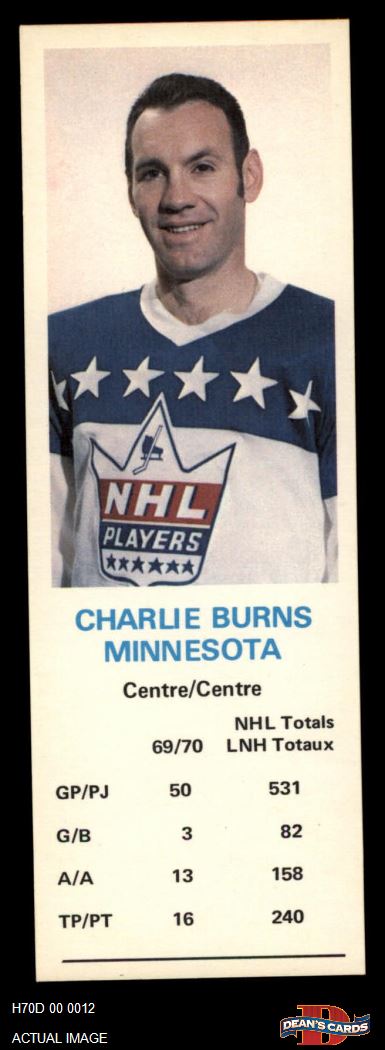 NHL
PLAYERS
CHARLIE BURNS
MINNESOTA
Centre/Centre
NHL Totals
69/70 LNH Totaux
GP/PJ 50 531
G/B 3 82
A/A 13 158
TP/PT 16 240
H70D 00 0012
ACTUAL IMAGE
D
DEAN'S CARDS